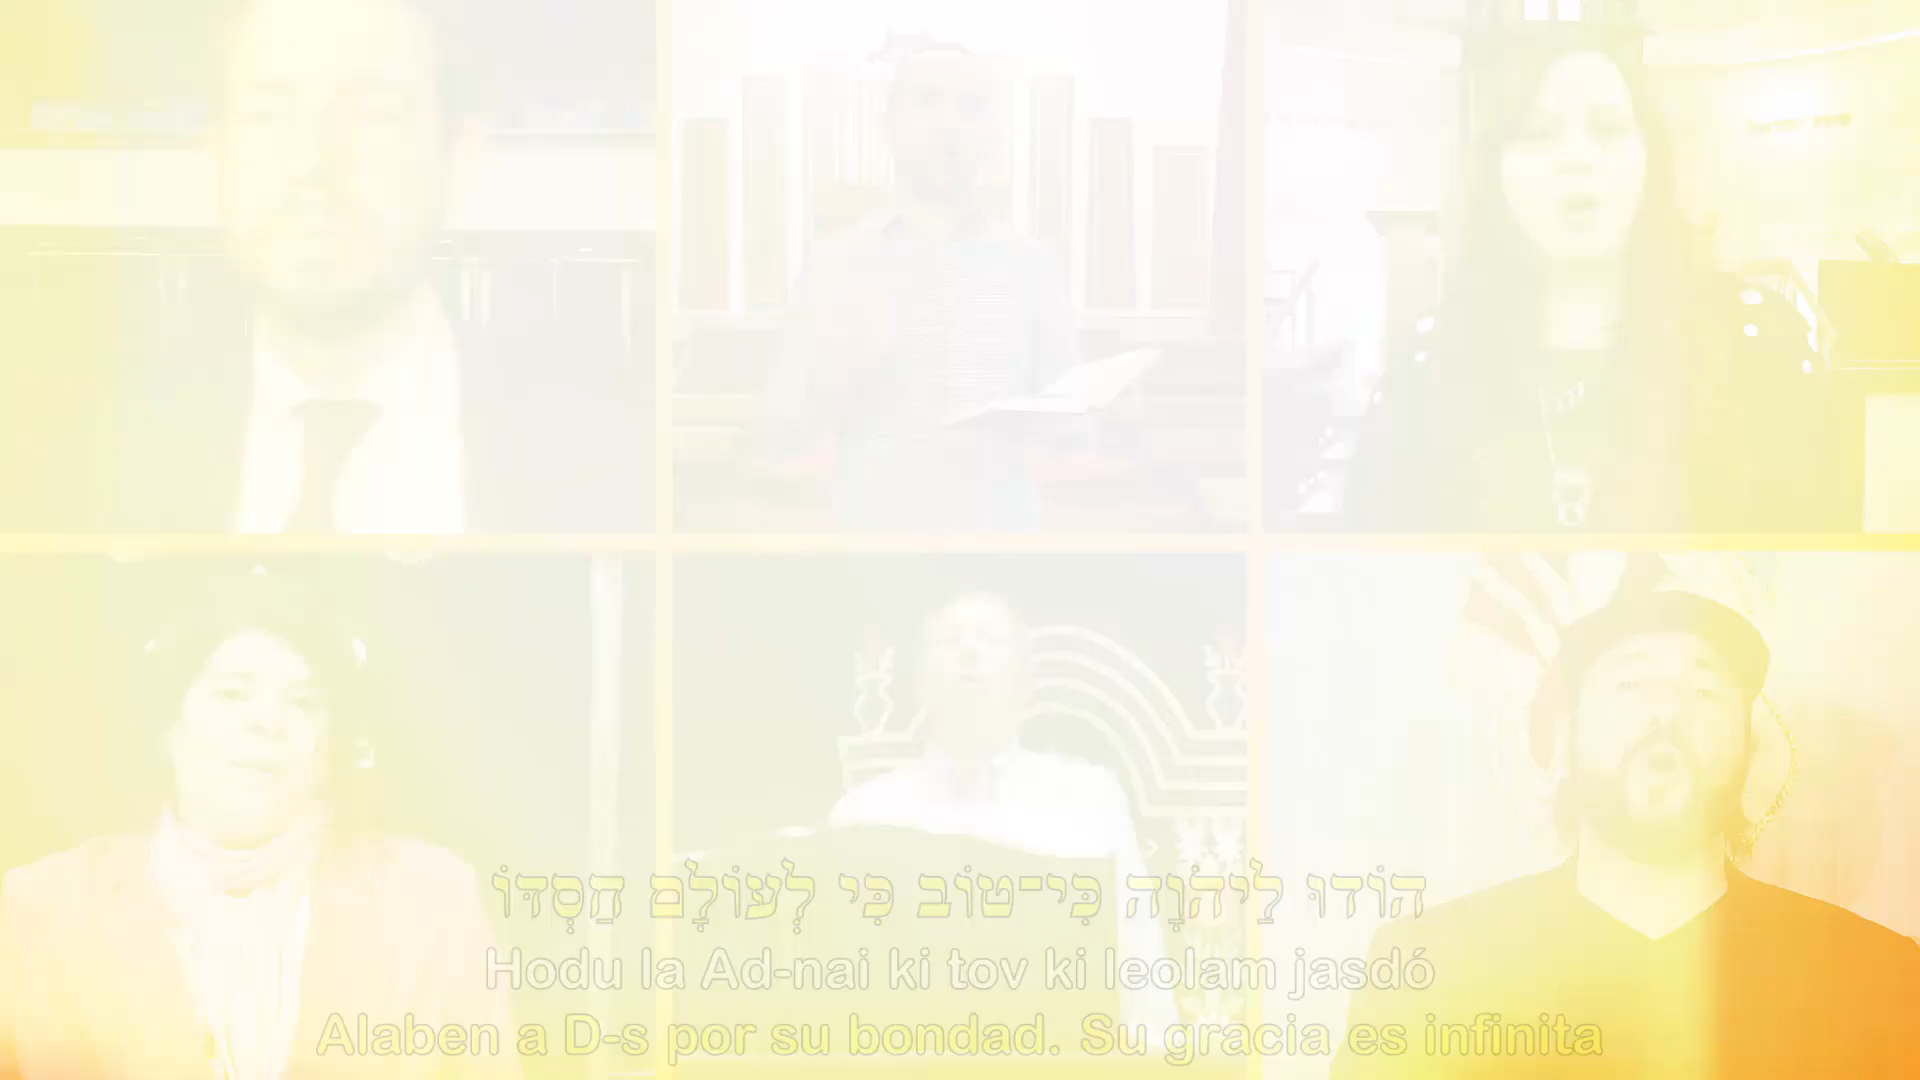 הוֹדוּ לַיהֹוָה כִּי־טוֹב כִּי לְעוֹלָם חַסְדּוֹ
Hodu la Ad-nai ki tov ki leolam jasdó
Alaben a D-s por su bondad. Su gracia es infinita